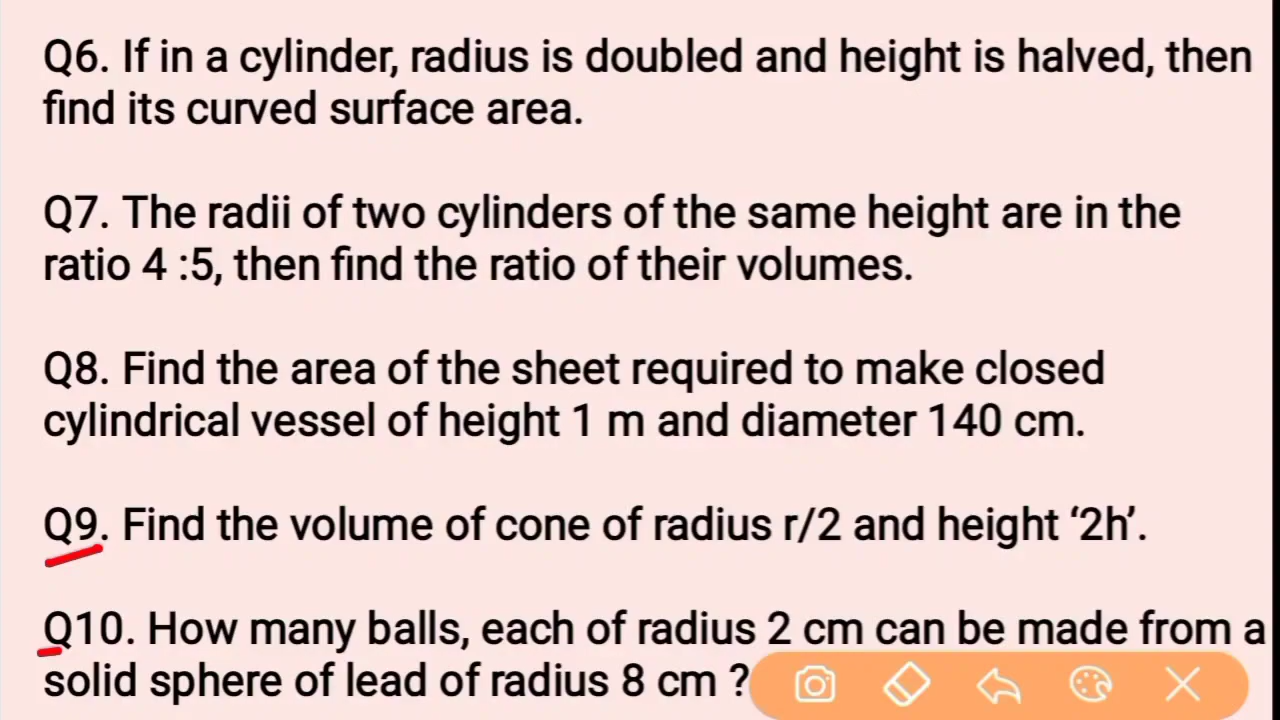 Q6. If in a cylinder, radius is doubled and height is halved, then
find its curved surface area.
Q7. The radii of two cylinders of the same height are in the
ratio 4 :5, then find the ratio of their volumes.
Q8. Find the area of the sheet required to make closed
cylindrical vessel of height 1 m and diameter 140 cm.
Q9. Find the volume of cone of radius r/2 and height ‘2h’.
Q10. How many balls, each of radius 2 cm can be made from a
solid sphere of lead of radius 8 cm ?